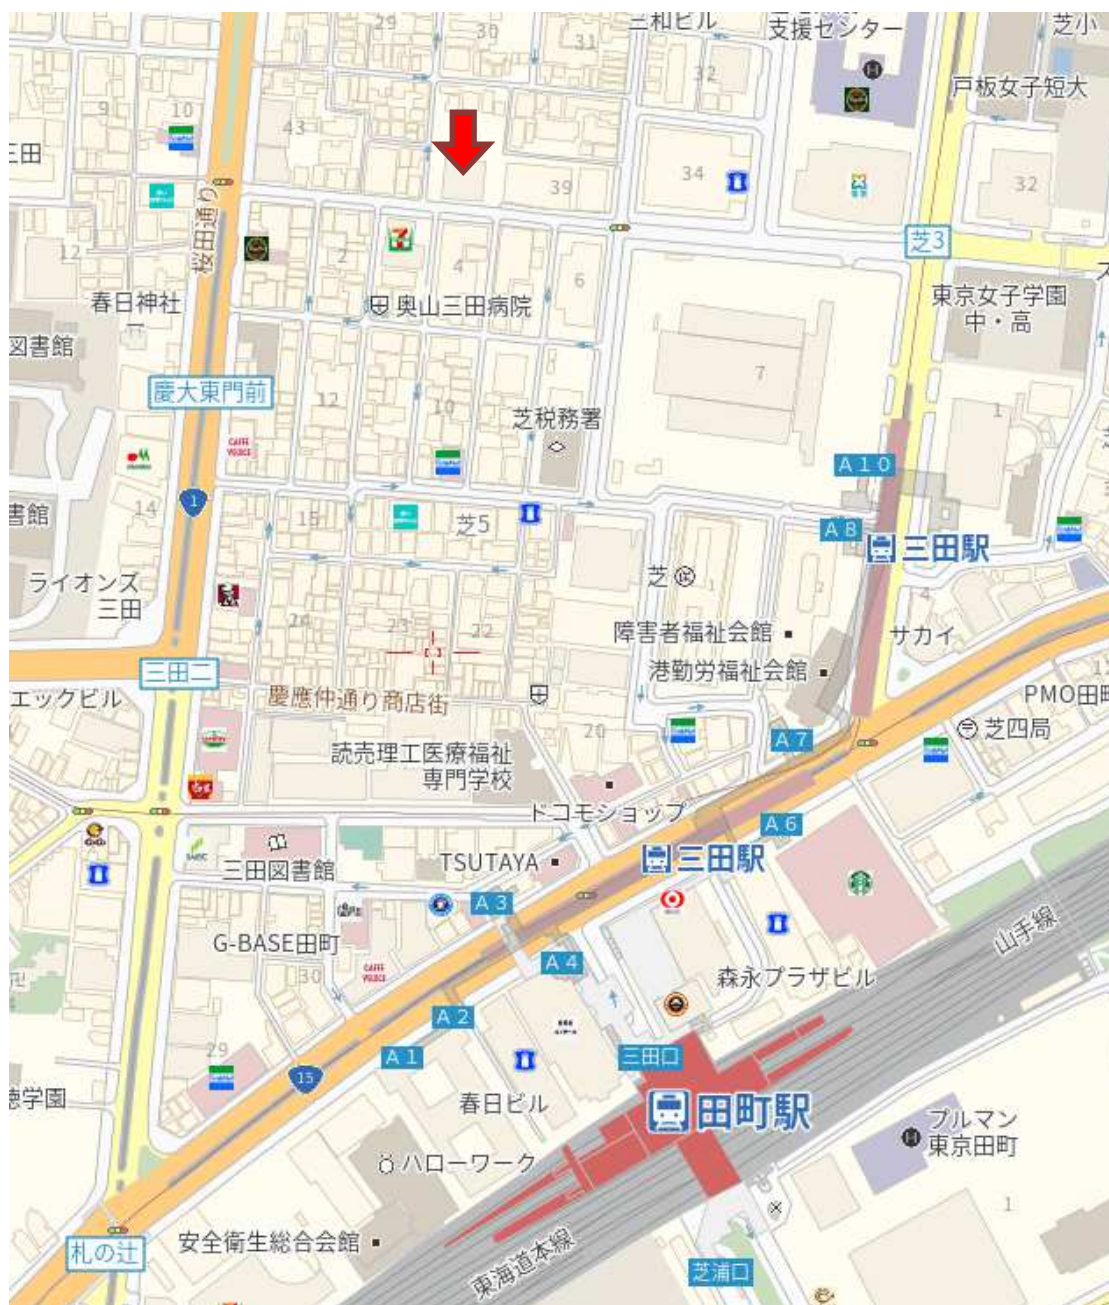 29
30
31
三和ビル
支援センター
芝小
32
9
10
43
戸板女子短大
三田
34
39
32
桜田通り
12
2
4
6
芝3
春日神社
奥山三田病院
東京女子学園
中・高
図書館
7
慶大東門前
12
10
芝税務署
1
A10
14
1
書館
15
芝5
A8
三田駅
ライオンズ
三田
芝
4
24
23
22
障害者福祉会館
サカイ
三田二
港勤労福祉会館
エックビル
慶應仲通り商店街
PMO田町
20
芝四局
A7
読売理工医療福祉
専門学校
ドコモショップ
A6
三田図書館
TSUTAYA
三田駅
A3
G-BASE田町
30
A4
森永プラザビル
山手線
A2
29
A1
三田口
15
徳学園
春日ビル
田町駅
プルマン
東京田町
ハローワーク
1
安全衛生総合会館
札の辻
東海道本線
芝浦口